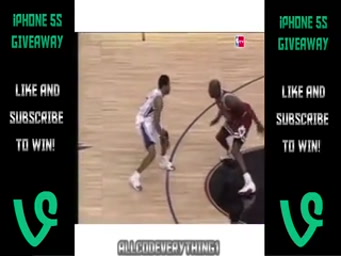 iPHONE 5S
GIVEAWAY
LIKE AND
SUBSCRIBE
TO WIN!
iPHONE 5S
GIVEAWAY
LIKE AND
SUBSCRIBE
TO WIN!
ALLCODEVERYTHING1